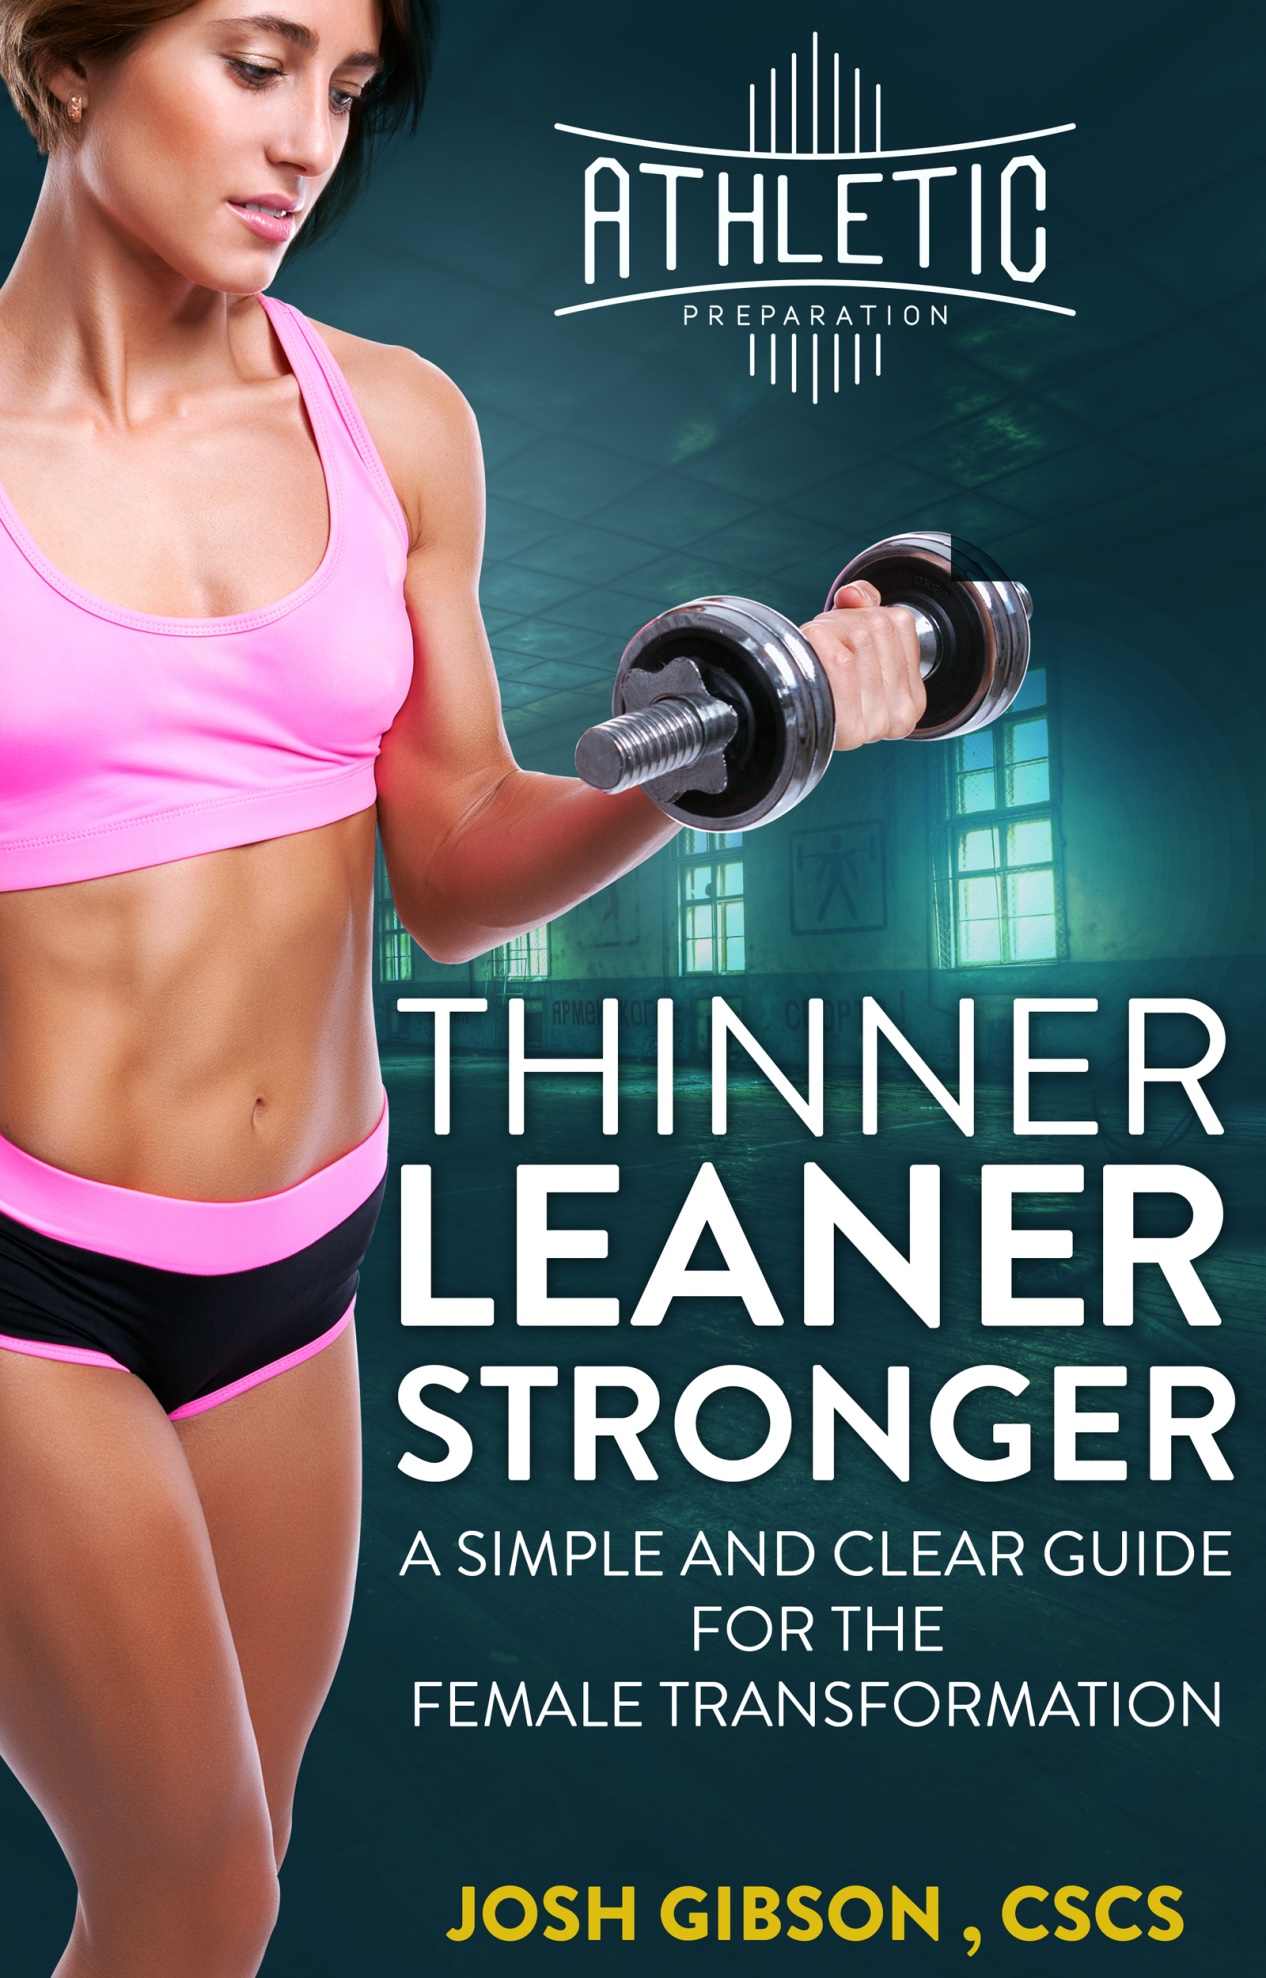 ATHLETIC
PREPARATION
THINNER
LEANER
STRONGER
A SIMPLE AND CLEAR GUIDE
FOR THE
FEMALE TRANSFORMATION
JOSH GIBSON , CSCS